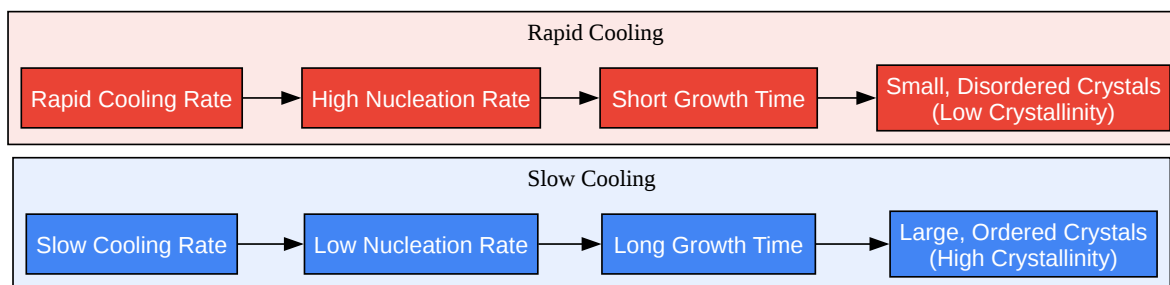 Rapid Cooling
Rapid Cooling Rate
High Nucleation Rate
Short Growth Time
Small, Disordered Crystals
(Low Crystallinity)
Slow Cooling
Slow Cooling Rate
Low Nucleation Rate
Long Growth Time
Large, Ordered Crystals
(High Crystallinity)